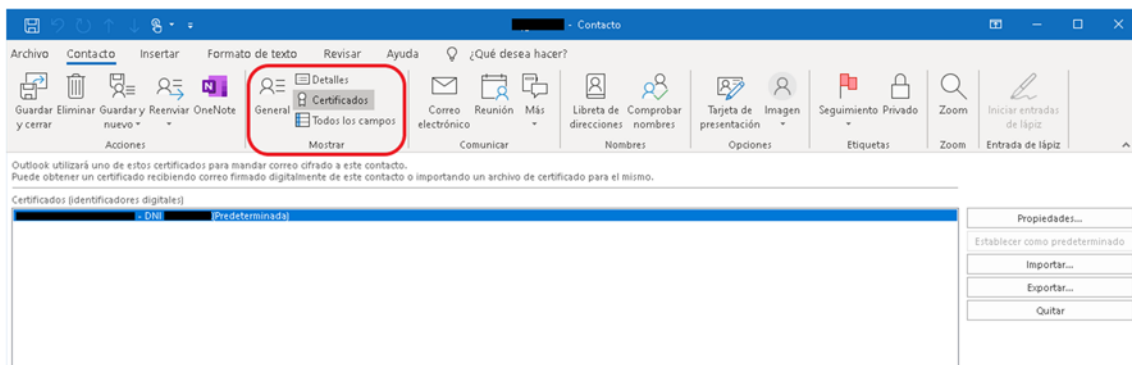 - Contacto
Archivo Contacto Insertar Formato de texto Revisar Ayuda ¿Qué desea hacer?
Guardar y cerrar
Eliminar
Guardar y nuevo
Reenviar
OneNote
Acciones
General
Detalles
Certificados
Todos los campos
Mostrar
Correo electrónico
Reunión
Más
Comunicar
Libreta de direcciones
Comprobar nombres
Nombres
Tarjeta de presentación
Imagen
Opciones
Seguimiento
Privado
Etiquetas
Zoom
Zoom
Iniciar entradas de lápiz
Entrada de lápiz
Outlook utilizará uno de estos certificados para mandar correo cifrado a este contacto.
Puede obtener un certificado recibiendo correo firmado digitalmente de este contacto o importando un archivo de certificado para el mismo.
Certificados (identificadores digitales)
- DNI (Predeterminada)
Propiedades...
Establecer como predeterminado
Importar...
Exportar...
Quitar